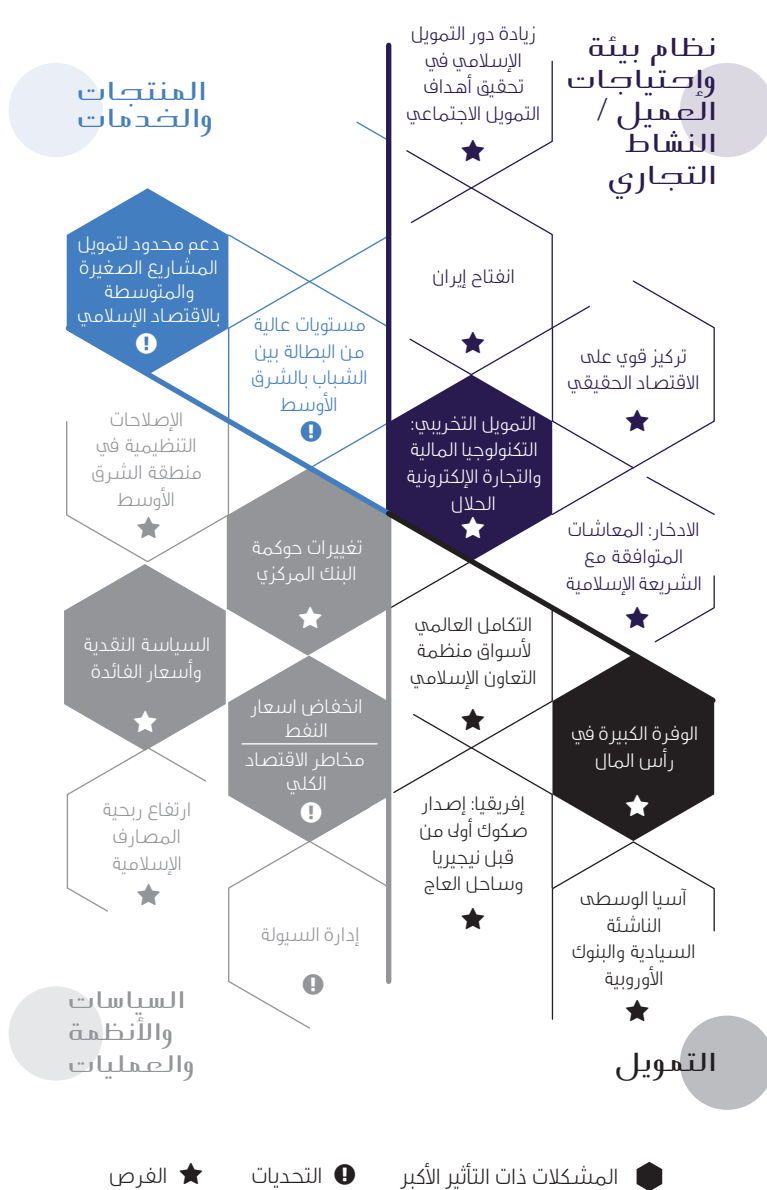 نظام بيئة
وإحتياجات
العميل /
النشاط
التجاري
زيادة دور التمويل
الإسلامي في
تحقيق أهداف
التمويل الاجتماعي
انفتاح إيران
تركيز قوي على
الاقتصاد الحقيقي
التمويل التخريبي:
التكنولوجيا المالية
والتجارة الإلكترونية
الحلال
الادخار: المعاشات
المتوافقة مع
الشريعة الإسلامية
المنتجات
والخدمات
دعم محدود لتمويل
المشاريع الصغيرة
والمتوسطة
بالاقتصاد الإسلامي
مستويات عالية
من البطالة بين
الشباب بالشرق
الأوسط
الإصلاحات
التنظيمية في
منطقة الشرق
الأوسط
تغييرات حوكمة
البنك المركزي
السياسة النقدية
وأسعار الفائدة
انخفاض اسعار
النفط
مخاطر الاقتصاد
الكلي
ارتفاع ربحية
المصارف
الإسلامية
إدارة السيولة
السياسات
والأنظمة
والعمليات
التكامل العالمي
لأسواق منظمة
التعاون الإسلامي
الوفرة الكبيرة في
رأس المال
إفريقيا: إصدار
صكوك أولى من
قبل نيجيريا
وساحل العاج
آسيا الوسطى
الناشئة
السيادية والبنوك
الأوروبية
التمويل
المشكلات ذات التأثير الأكبر
التحديات
الفرص